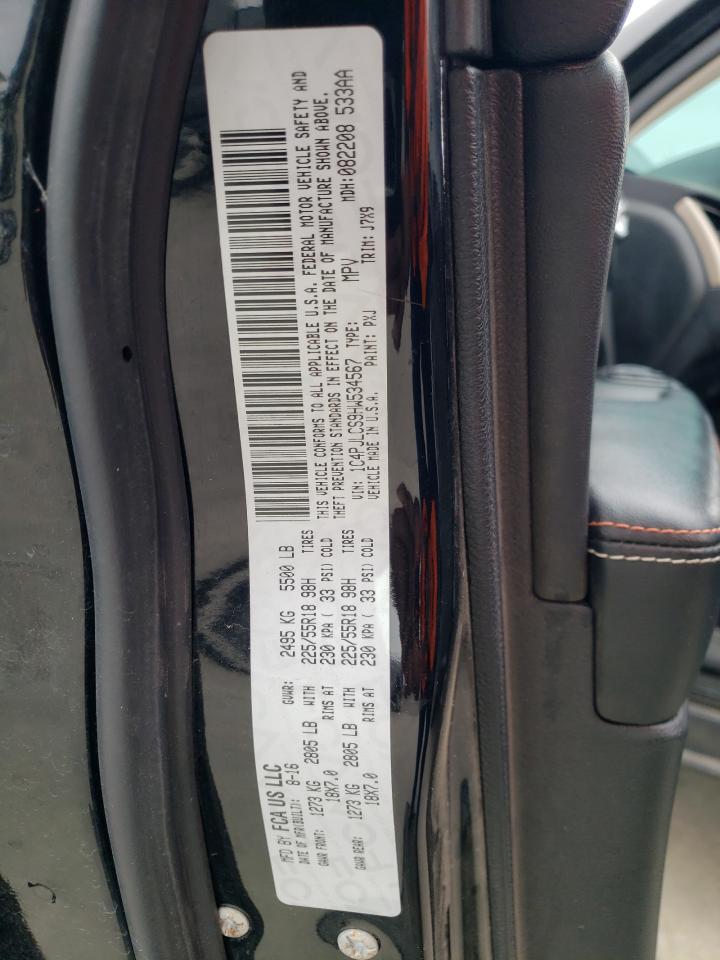 MFD BY FCA US LLC
DATE OF MFR(BUILT): 8-16 GVWR: 2495 KG 5500 LB
GAWR FRONT: 1273 KG 2805 LB WITH 225/55R18 98H TIRES
18X7.0 RIMS AT 230 KPA ( 33 PSI) COLD
GAWR REAR: 1273 KG 2805 LB WITH 225/55R18 98H TIRES
18X7.0 RIMS AT 230 KPA ( 33 PSI) COLD
THIS VEHICLE CONFORMS TO ALL APPLICABLE U.S.A. FEDERAL MOTOR VEHICLE SAFETY AND
THEFT PREVENTION STANDARDS IN EFFECT ON THE DATE OF MANUFACTURE SHOWN ABOVE.
VIN: 1C4PJLCS9HW534567 TYPE: MPV MDH:082208 533AA
VEHICLE MADE IN U.S.A. PAINT: PXJ TRIM: J7X9